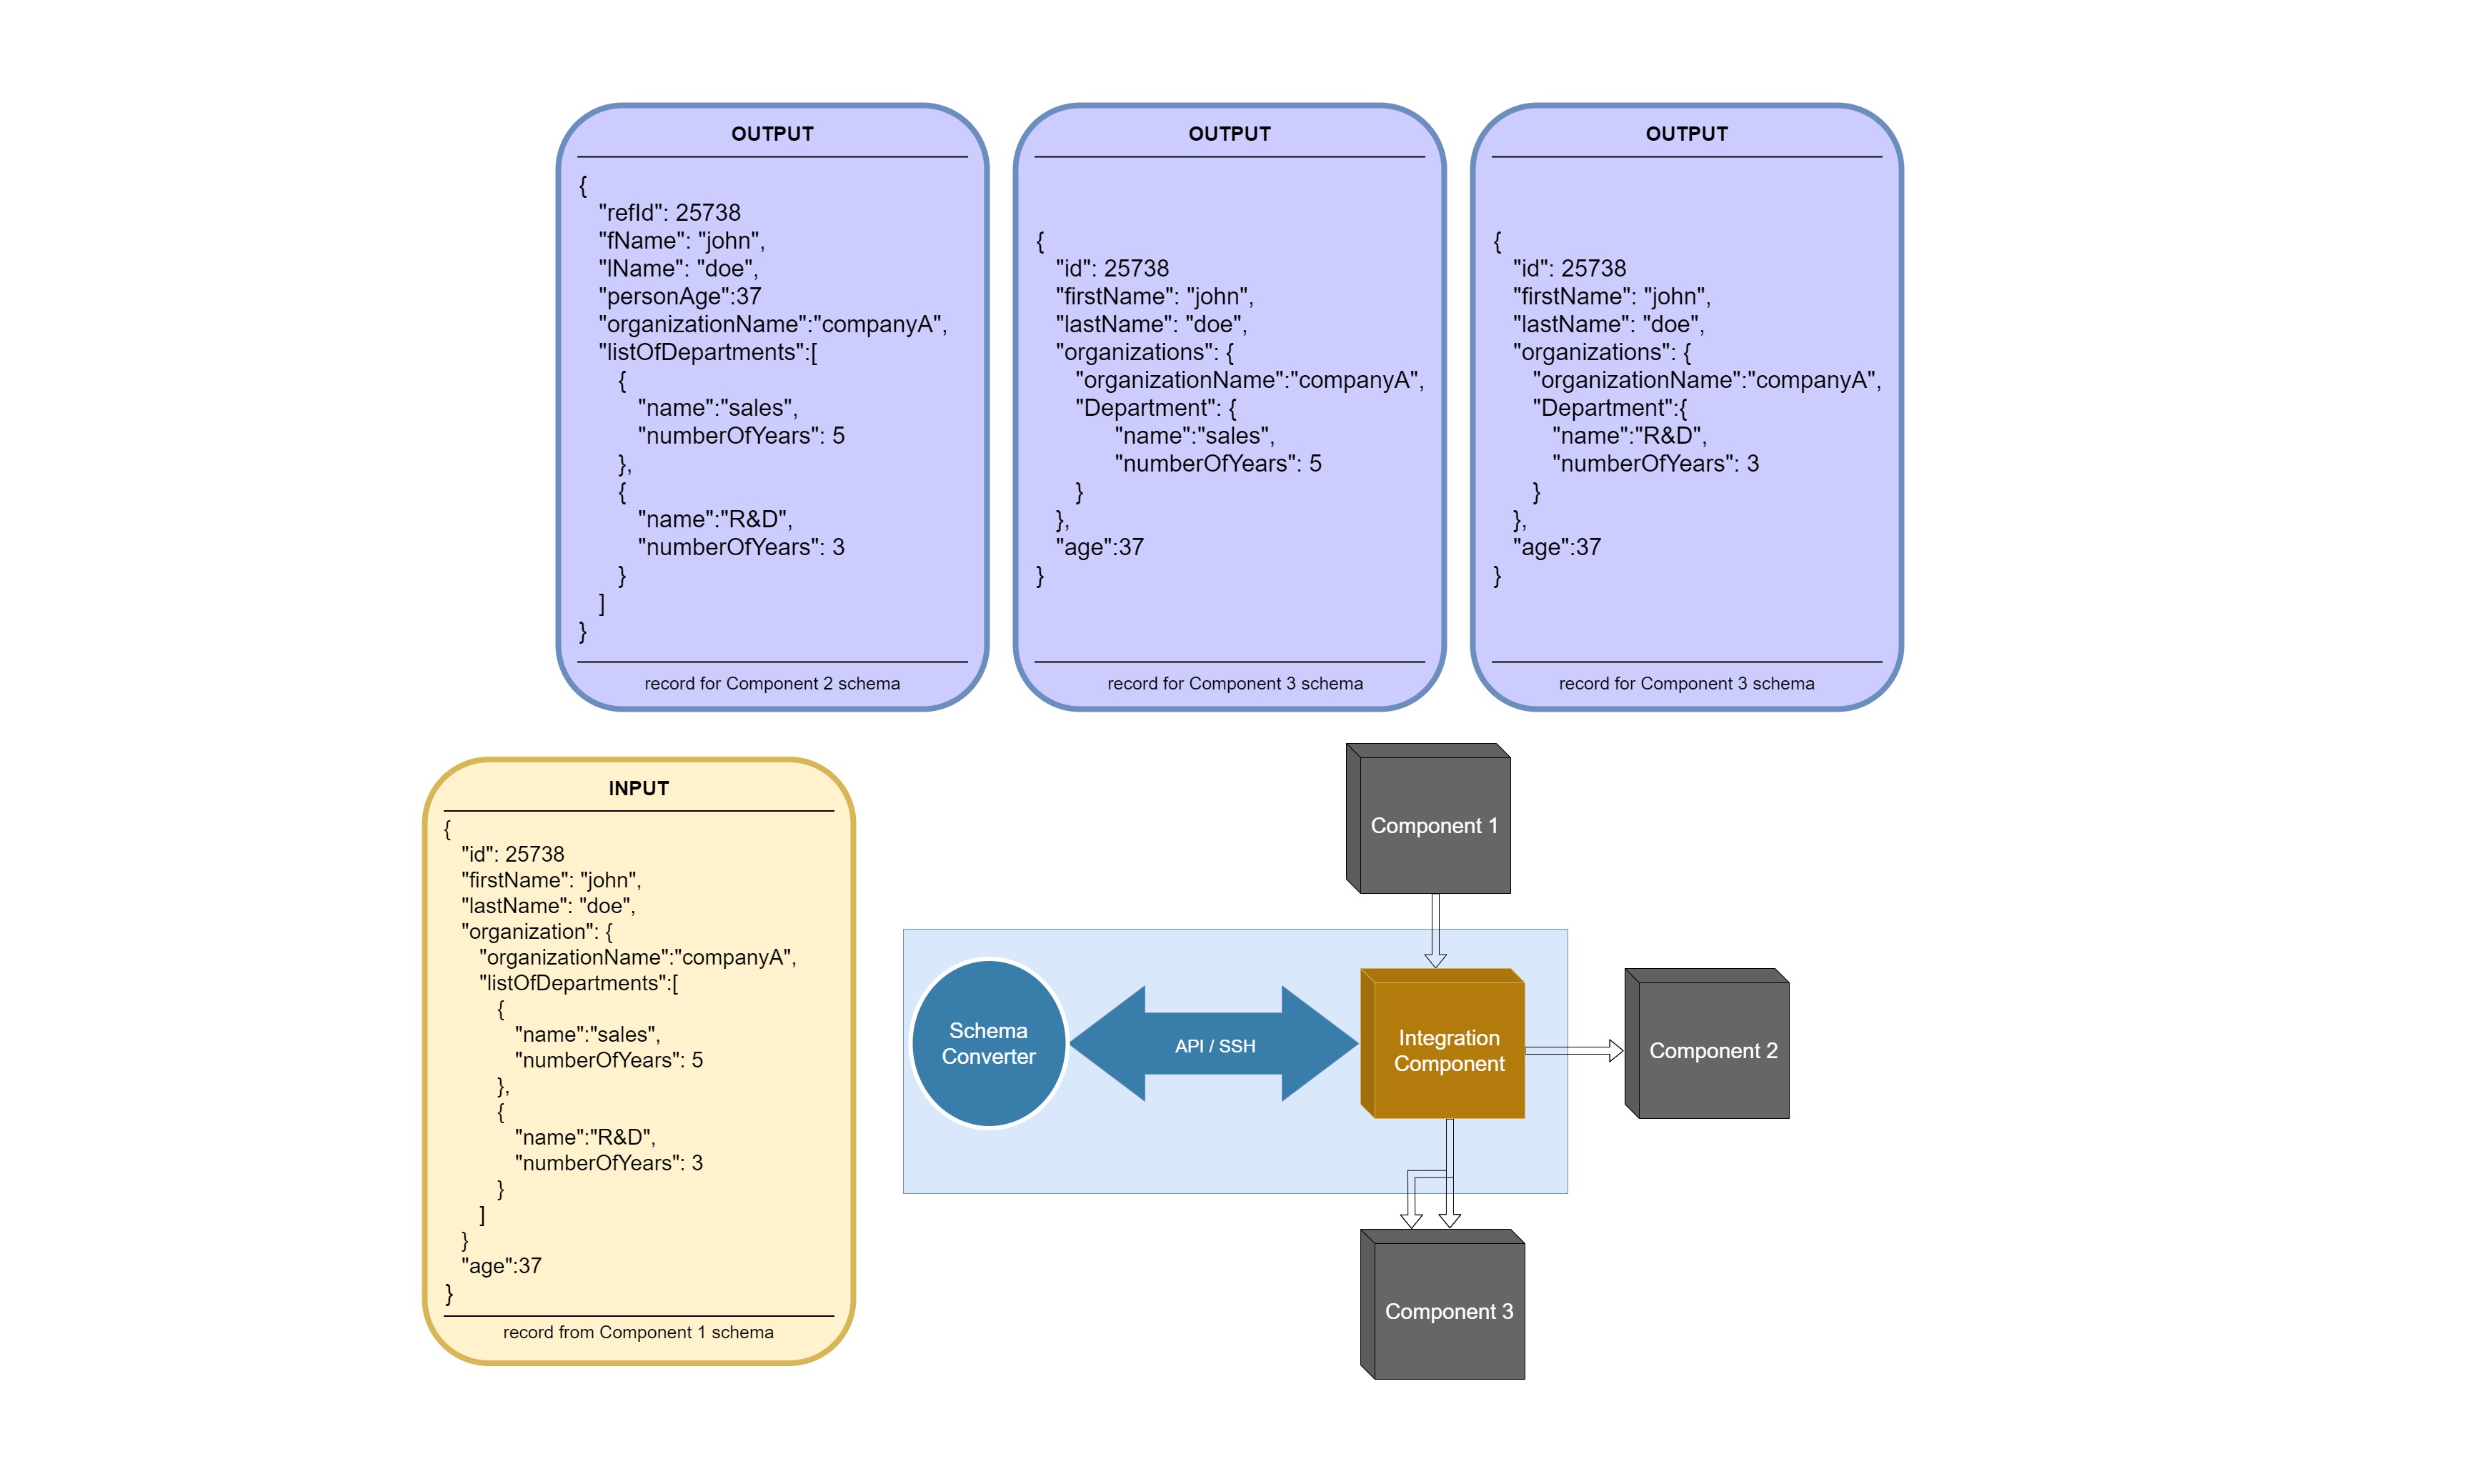 OUTPUT
{
"refId": 25738
"fName": "john",
"lName": "doe",
"personAge":37
"organizationName":"companyA",
"listOfDepartments":[
{
"name":"sales",
"numberOfYears": 5
},
{
"name":"R&D",
"numberOfYears": 3
}
]
}
record for Component 2 schema
OUTPUT
{
"id": 25738
"firstName": "john",
"lastName": "doe",
"organizations": {
"organizationName":"companyA",
"Department": {
"name":"sales",
"numberOfYears": 5
}
},
"age":37
}
record for Component 3 schema
OUTPUT
{
"id": 25738
"firstName": "john",
"lastName": "doe",
"organizations": {
"organizationName":"companyA",
"Department":{
"name":"R&D",
"numberOfYears": 3
}
},
"age":37
}
record for Component 3 schema
INPUT
{
"id": 25738
"firstName": "john",
"lastName": "doe",
"organization": {
"organizationName":"companyA",
"listOfDepartments":[
{
"name":"sales",
"numberOfYears": 5
},
{
"name":"R&D",
"numberOfYears": 3
}
]
}
"age":37
}
record from Component 1 schema
Component 1
Schema
Converter
API / SSH
Integration
Component
Component 2
Component 3